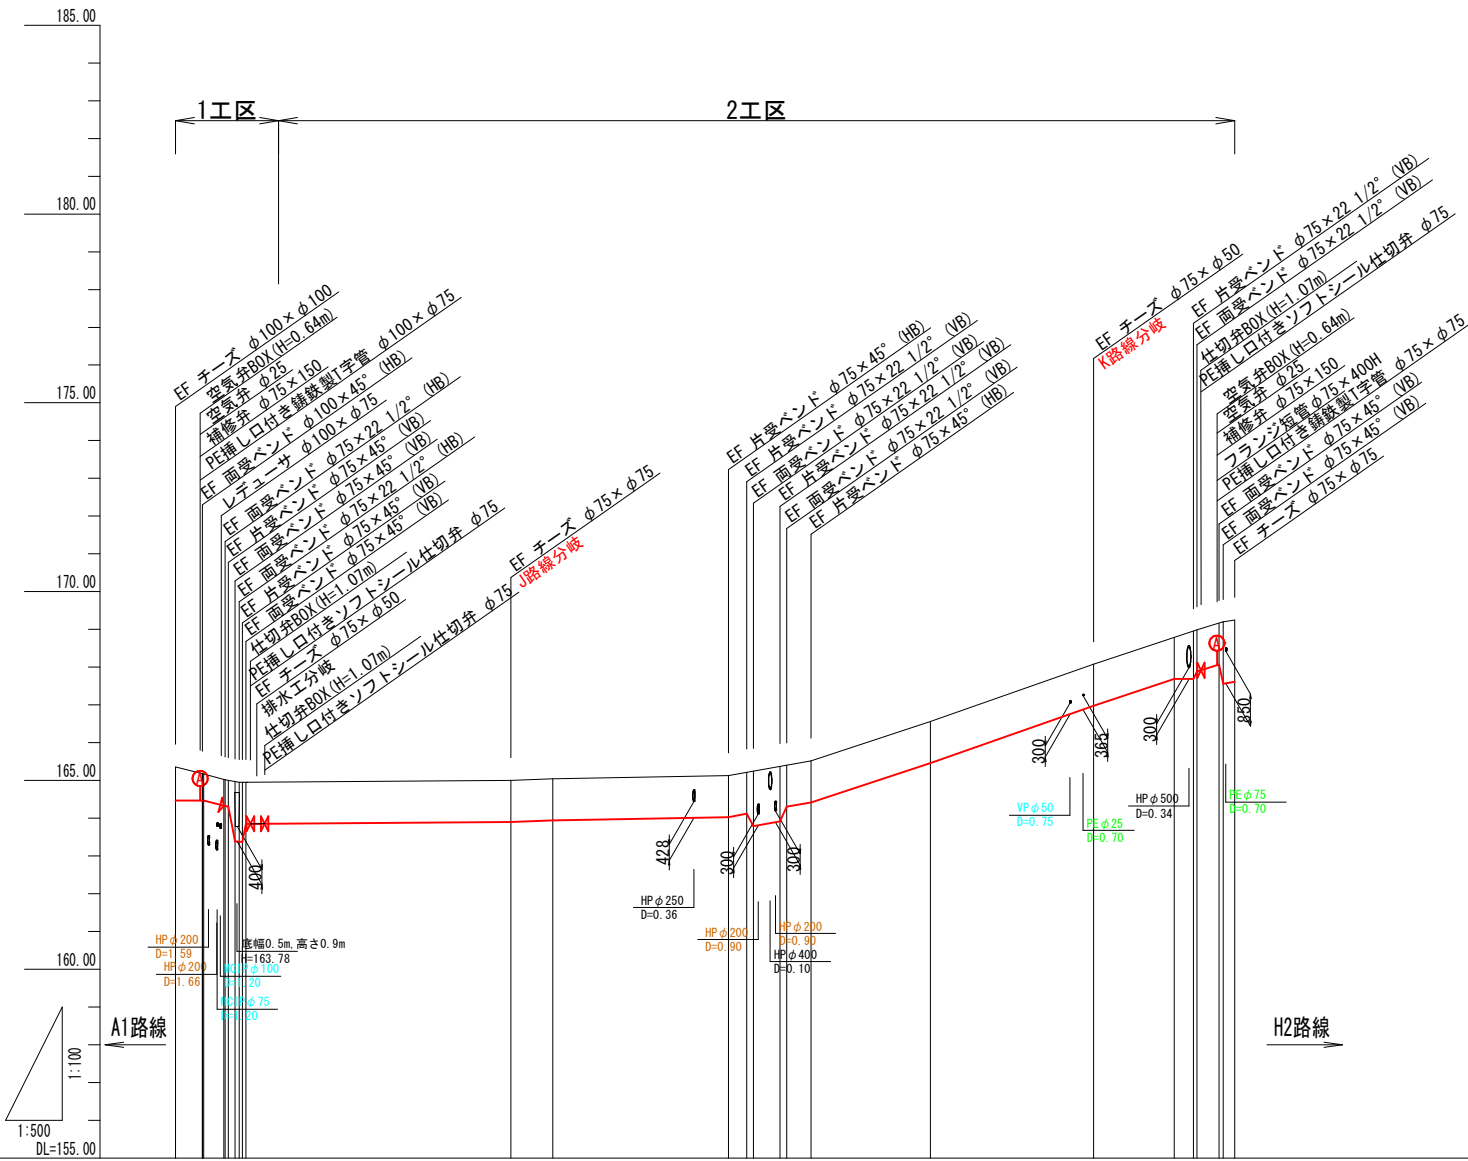 185.00
1工区
2工区
180.00
175.00
170.00
165.00
160.00
DL=155.00
EF チーズ φ100×φ100
空気弁BOX(H=0.64m)
空気弁 φ25
補修弁 φ75×150
PE挿し口付き鋳鉄製T字管 φ100×φ75
EF 両受ベンド φ100×45° (HB)
レデューサ φ100×φ75
EF 両受ベンド φ75×22 1/2° (HB)
EF 片受ベンド φ75×45° (VB)
EF 両受ベンド φ75×45° (VB)
EF 両受ベンド φ75×22 1/2° (HB)
EF 片受ベンド φ75×45° (VB)
EF 両受ベンド φ75×45° (VB)
仕切弁BOX(H=1.07m)
PE挿し口付きソフトシール仕切弁 φ75
EF チーズ φ75×φ50
排水工分岐
仕切弁BOX(H=1.07m)
PE挿し口付きソフトシール仕切弁 φ75
EF チーズ φ75×φ75
J路線分岐
EF 片受ベンド φ75×45° (HB)
EF 片受ベンド φ75×22 1/2° (VB)
EF 両受ベンド φ75×22 1/2° (VB)
EF 片受ベンド φ75×22 1/2° (VB)
EF 両受ベンド φ75×22 1/2° (VB)
EF 片受ベンド φ75×45° (HB)
EF チーズ φ75×φ50
K路線分岐
EF 片受ベンド φ75×22 1/2° (VB)
EF 両受ベンド φ75×22 1/2° (VB)
仕切弁BOX(H=1.07m)
PE挿し口付きソフトシール仕切弁 φ75
空気弁BOX(H=0.64m)
空気弁 φ25
補修弁 φ75×150
フランジ短管φ75×400H
PE挿し口付き鋳鉄製T字管 φ75×φ75
EF 両受ベンド φ75×45° (VB)
EF 両受ベンド φ75×45° (VB)
EF チーズ φ75×φ75
A
A
400
428
300
300
300
365
300
850
HPφ200
D=1.59
HPφ200
D=1.66
底幅0.5m,高さ0.9m
H=163.78
φ100
φ75
HPφ250
D=0.36
HPφ200
D=0.90
HPφ200
D=0.90
HPφ400
D=0.10
VPφ50
D=0.75
PEφ25
D=0.70
HPφ500
D=0.34
PEφ75
D=0.70
A1路線
H2路線
1:100
1:500